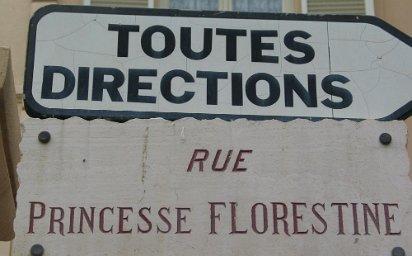 TOUTES
DIRECTIONS
RUE
PRINCESSE FLORESTINE